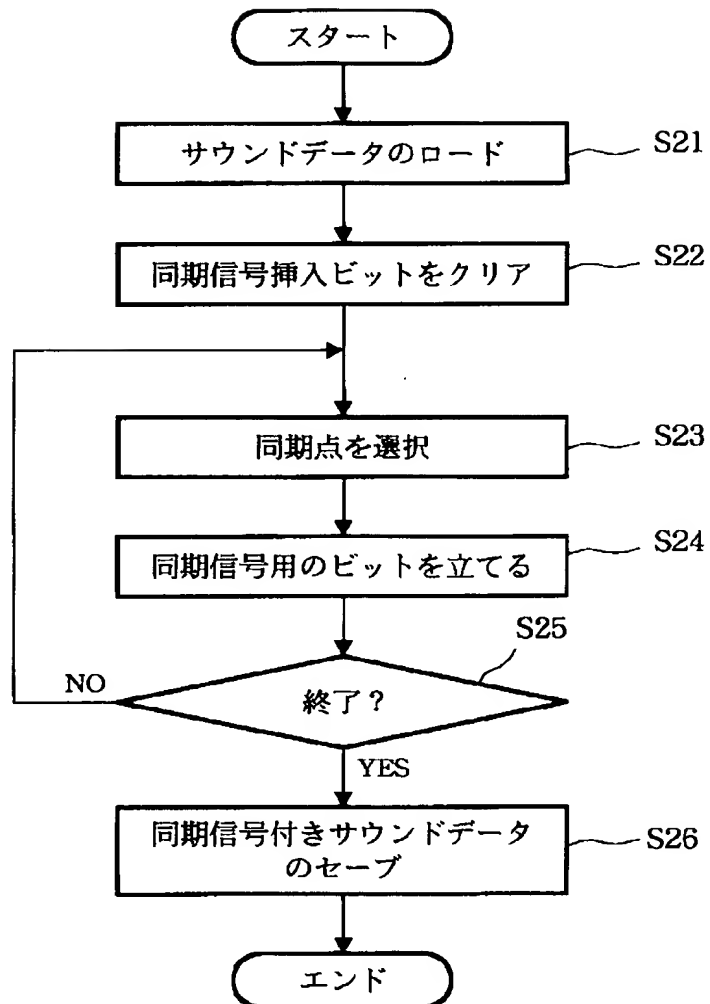 スタート
サウンドデータのロード
S21
同期信号挿入ビットをクリア
S22
同期点を選択
S23
同期信号用のビットを立てる
S24
S25
NO
終了？
YES
同期信号付きサウンドデータ
のセーブ
S26
エンド